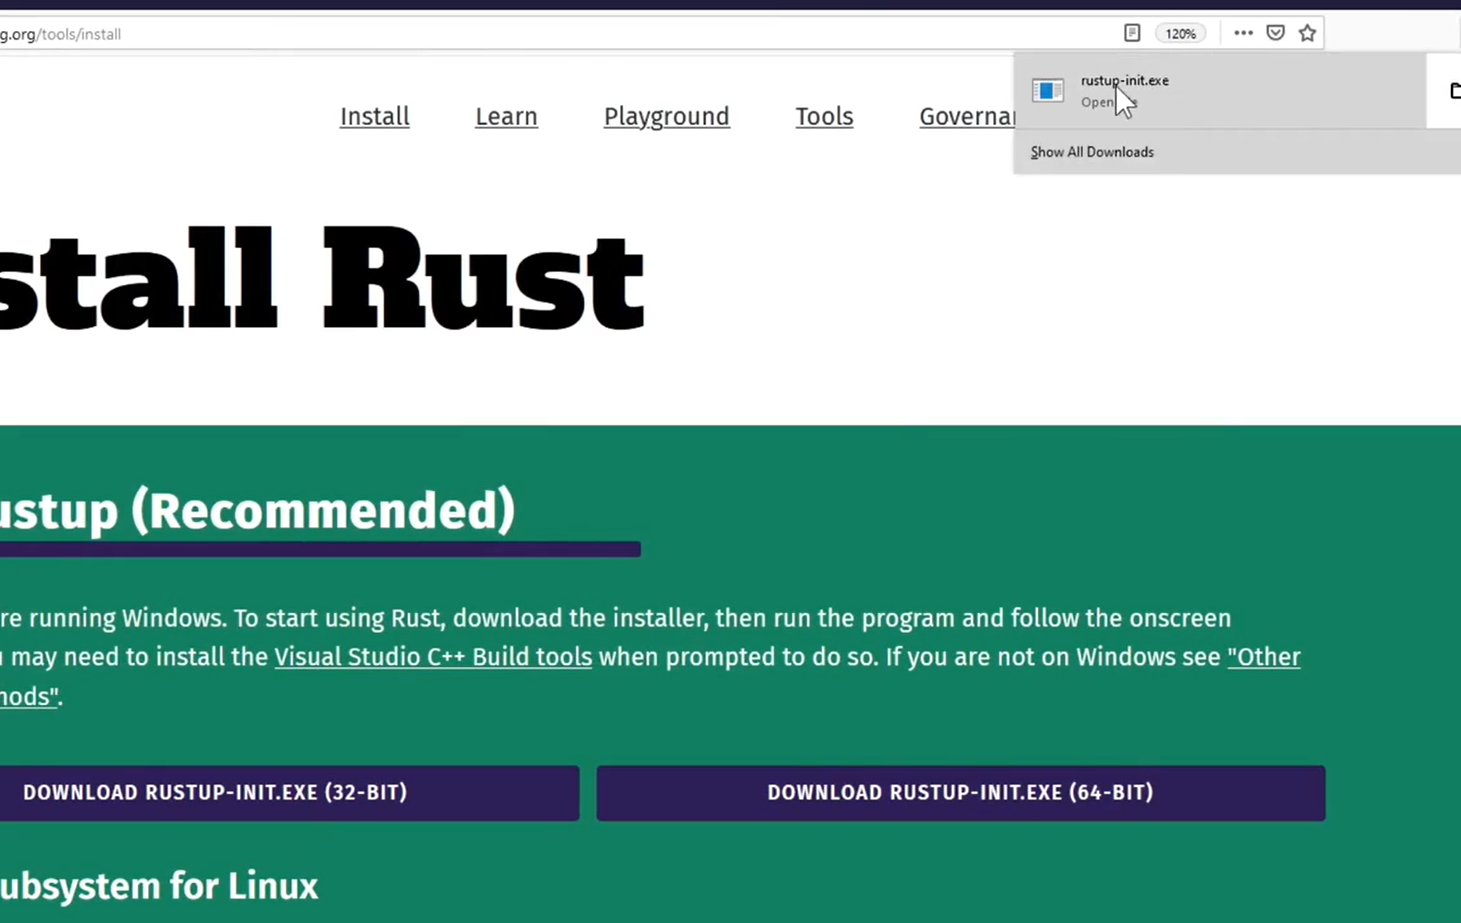 g.org/tools/install
120%
rustup-init.exe
Open
Show All Downloads
Install Learn Playground Tools Governa
stall Rust
ustup (Recommended)
re running Windows. To start using Rust, download the installer, then run the program and follow the onscreen
u may need to install the Visual Studio C++ Build tools when prompted to do so. If you are not on Windows see "Other
hods".
DOWNLOAD RUSTUP-INIT.EXE (32-BIT)
DOWNLOAD RUSTUP-INIT.EXE (64-BIT)
ubsystem for Linux